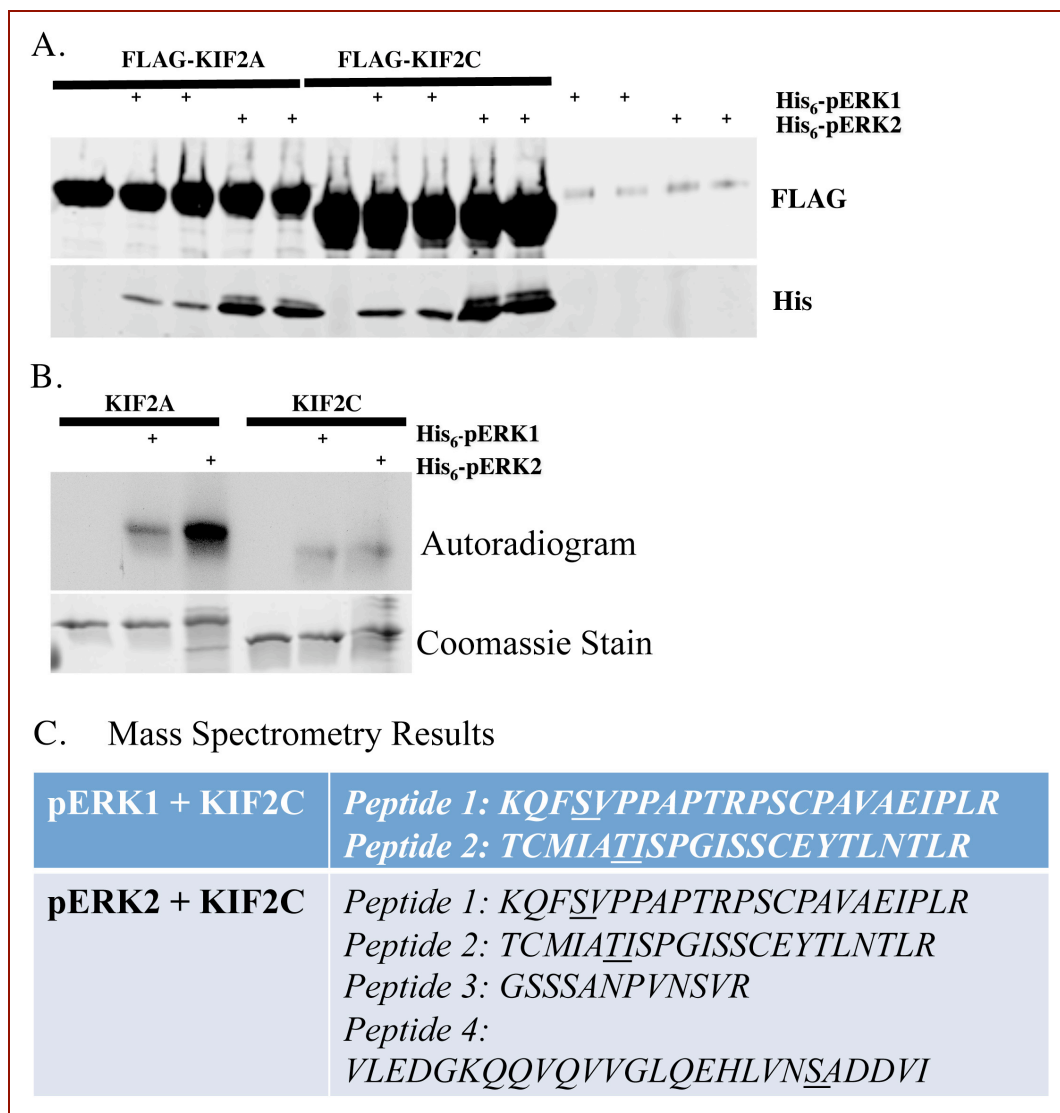 A.
FLAG-KIF2A FLAG-KIF2C
+ + + + + + His₆-pERK1
+ + + + + + His₆-pERK2
FLAG
His
B.
KIF2A KIF2C
+ + His₆-pERK1
+ + His₆-pERK2
Autoradiogram
Coomassie Stain
C. Mass Spectrometry Results
pERK1 + KIF2C Peptide 1: KQFSVPPAPTRPSCPAVAEIPLR
Peptide 2: TCMIATISPGISSCEYTLNTLR
pERK2 + KIF2C Peptide 1: KQFSVPPAPTRPSCPAVAEIPLR
Peptide 2: TCMIATISPGISSCEYTLNTLR
Peptide 3: GSSSANPVNSVR
Peptide 4:
VLEDGKQQVQVVGLQEHLVNSADDVI